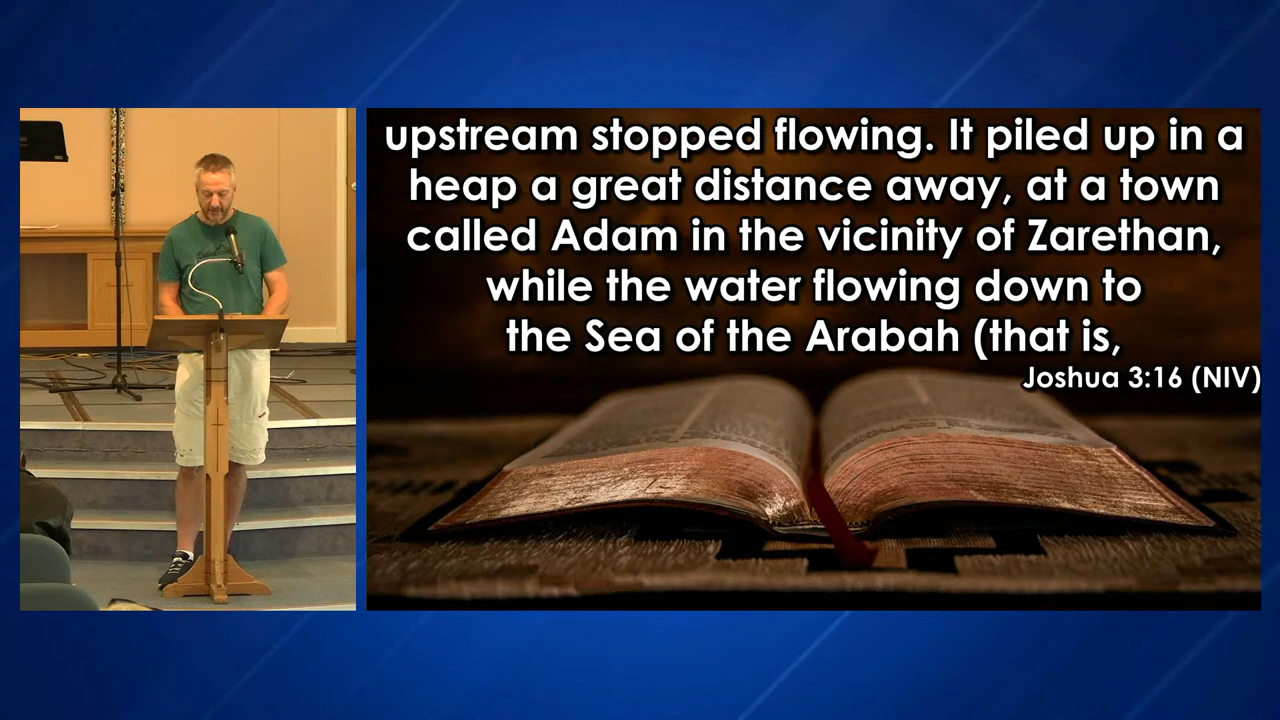 upstream stopped flowing. It piled up in a
heap a great distance away, at a town
called Adam in the vicinity of Zarethan,
while the water flowing down to
the Sea of the Arabah (that is,
Joshua 3:16 (NIV)